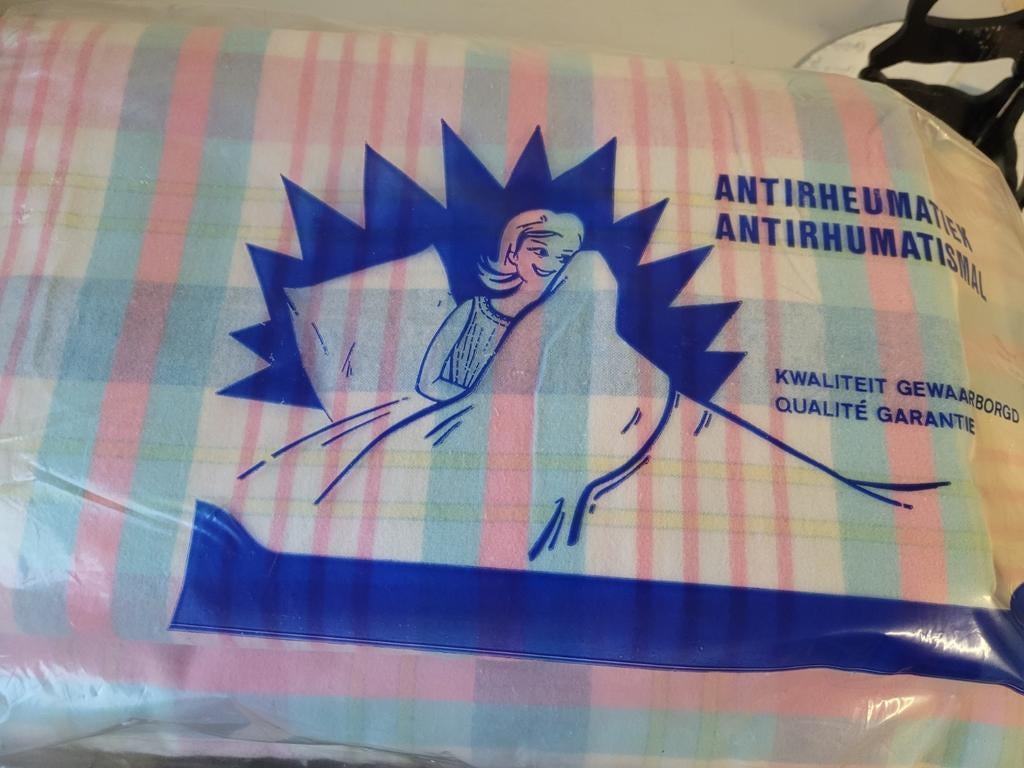 ANTIRHEUMATIEK
ANTIRHUMATISMAL
KWALITEIT GEWAARBORGD
QUALITÉ GARANTIE